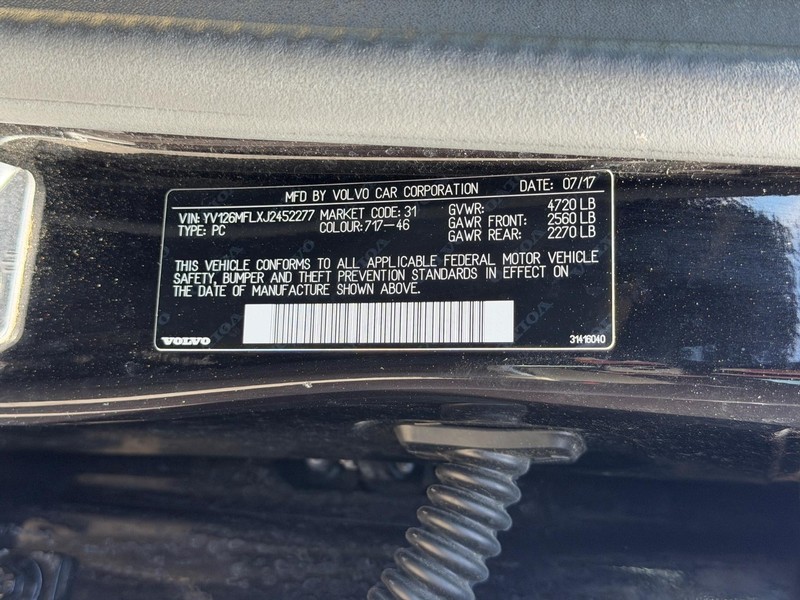 MFD BY VOLVO CAR CORPORATION DATE: 07/17
VIN: YV126MFLXJ2452277 MARKET CODE: 31 GVWR: 4720 LB
TYPE: PC COLOUR: 717-46 GAWR FRONT: 2560 LB
GAWR REAR: 2270 LB
THIS VEHICLE CONFORMS TO ALL APPLICABLE FEDERAL MOTOR VEHICLE
SAFETY, BUMPER AND THEFT PREVENTION STANDARDS IN EFFECT ON
THE DATE OF MANUFACTURE SHOWN ABOVE.
VOLVO 31416040